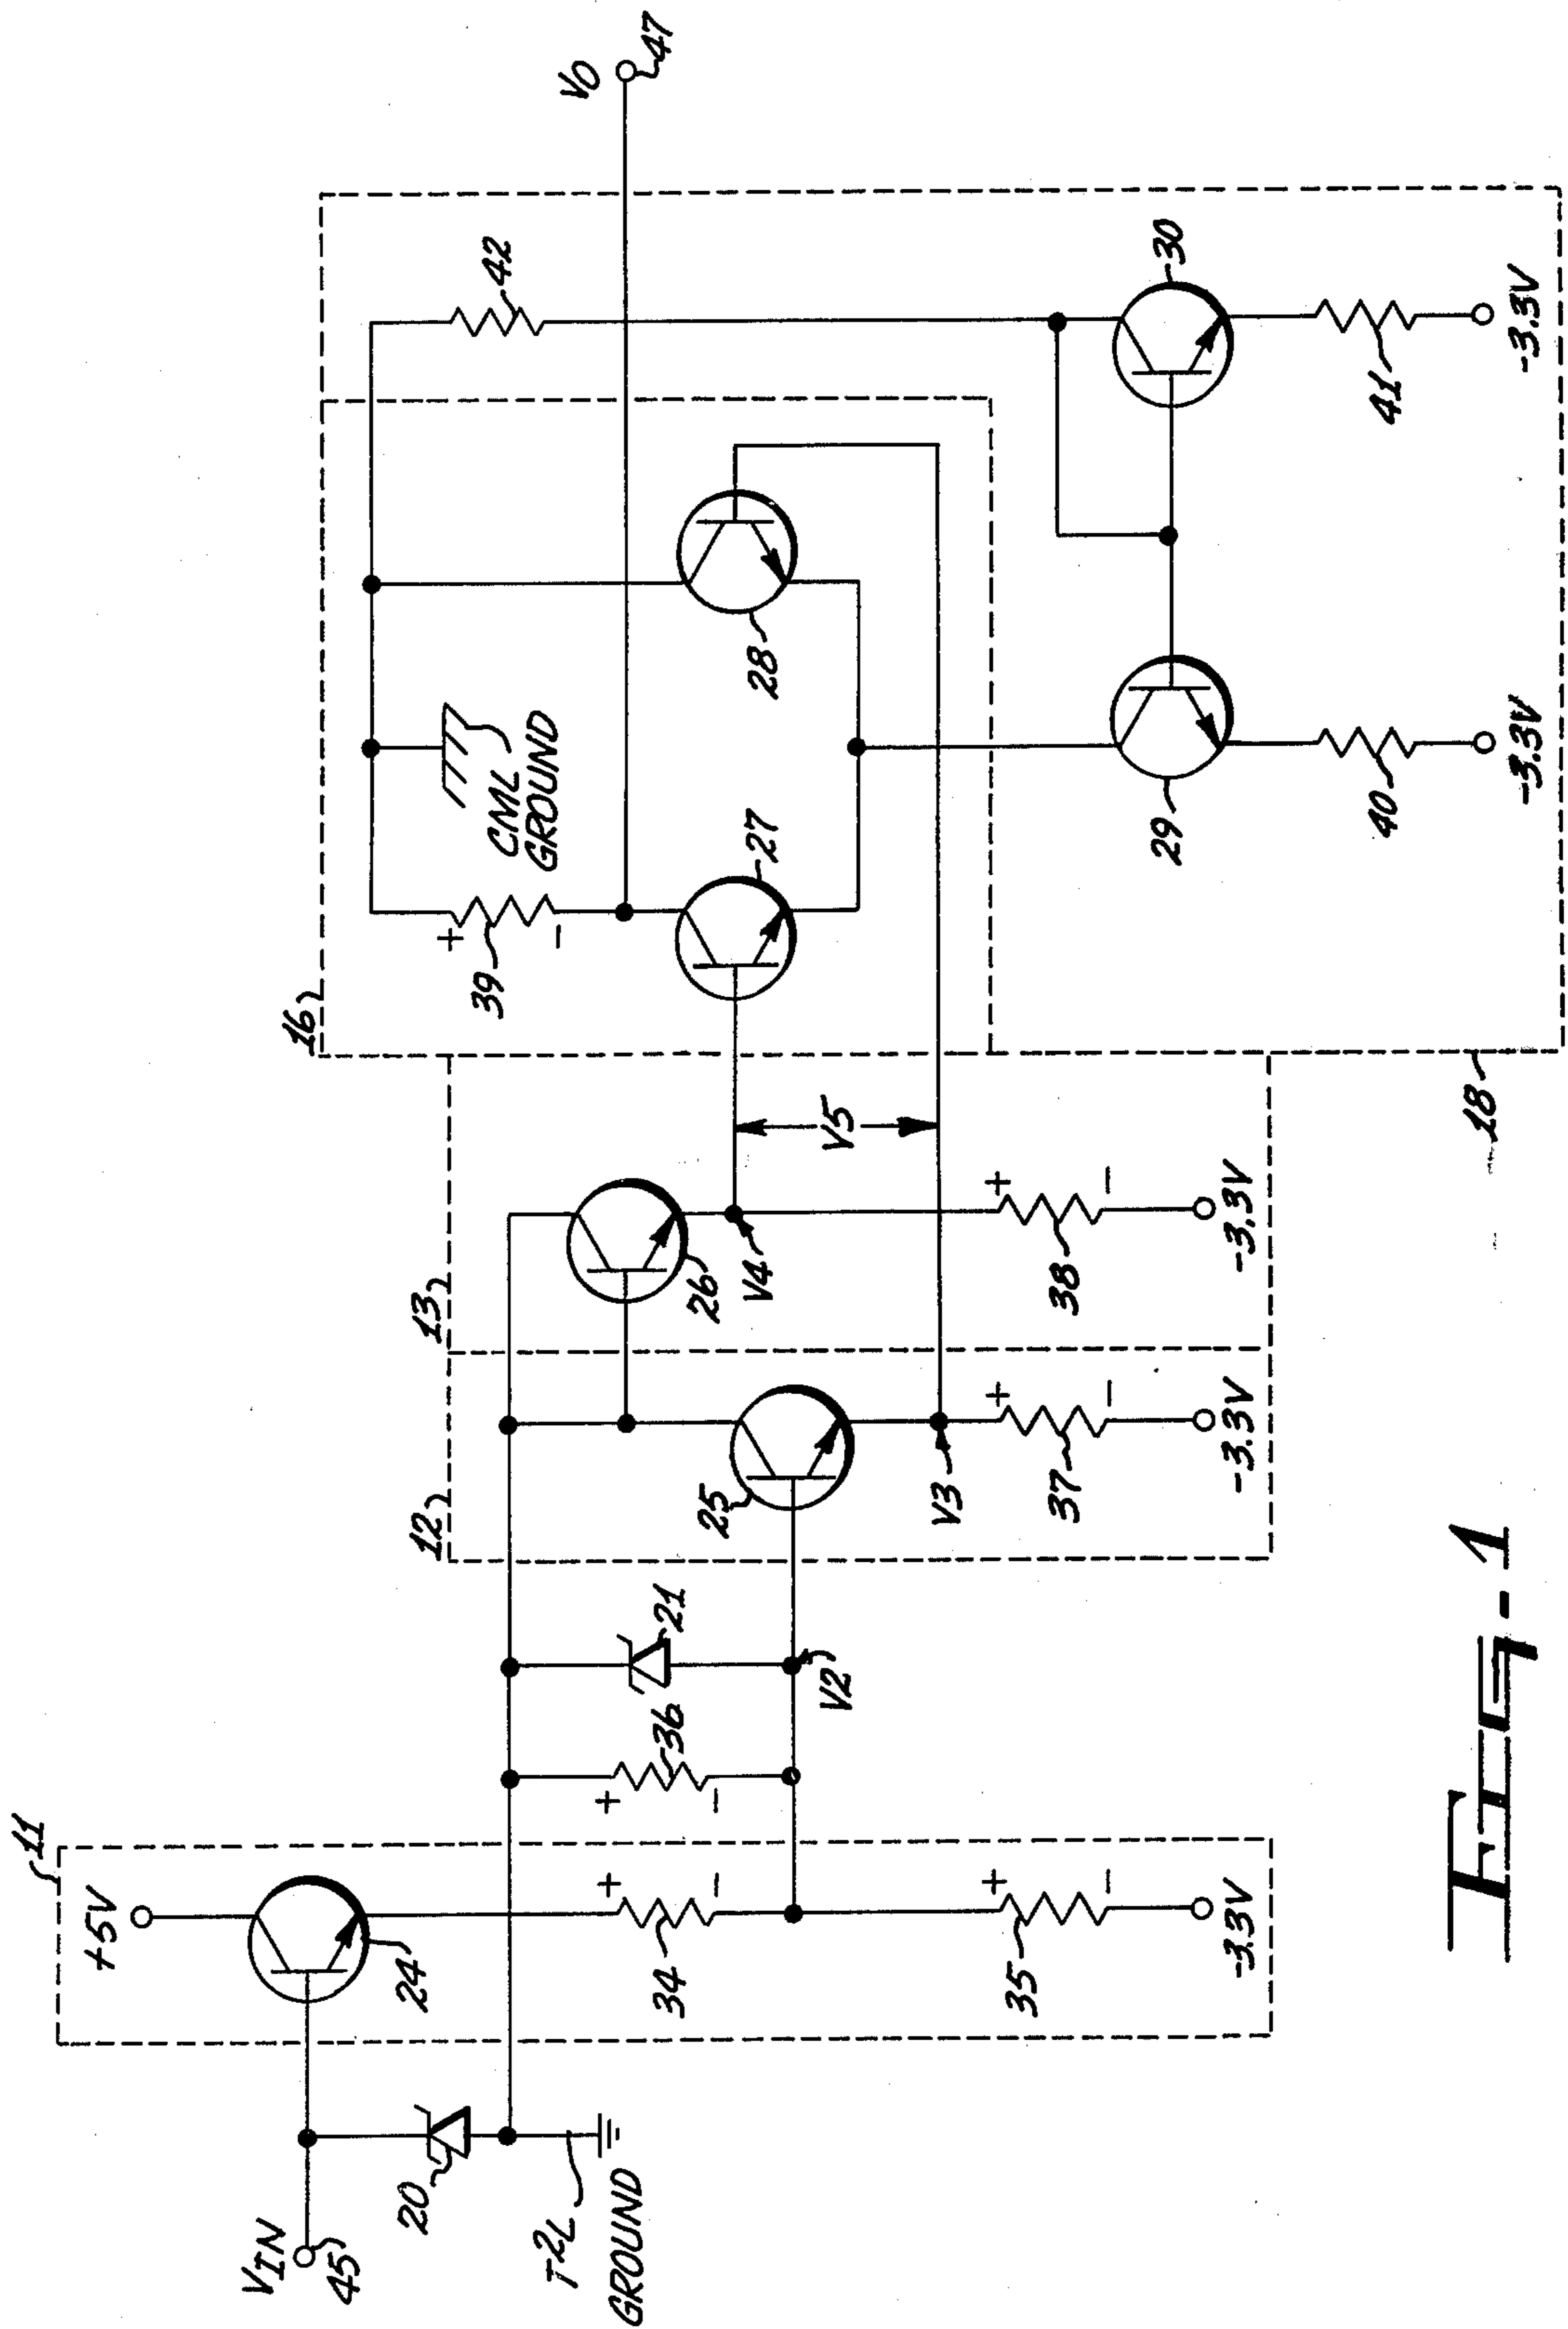 11
+5V
VIN
45
24
20
T²L
GROUND
34
+
-
35
+
-
-3.3V
36
+
-
21
V2
12
25
V3
37
+
-
-3.3V
13
26
V4
38
+
-
-3.3V
V5
16
39
+
-
CML
GROUND
27
28
42
VO
47
29
30
40
41
-3.3V
-3.3V
18
FIG-1